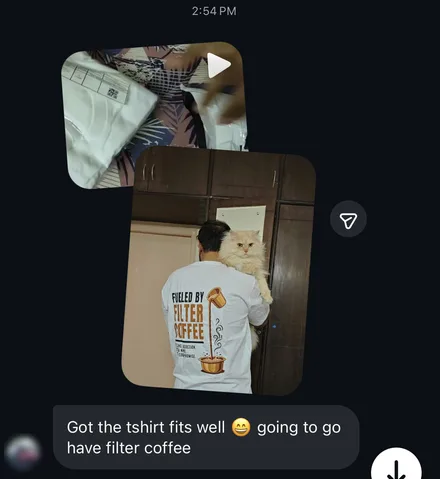 2:54 PM
FUELED BY
FILTER
COFFEE
Got the tshirt fits well 😄 going to go
have filter coffee